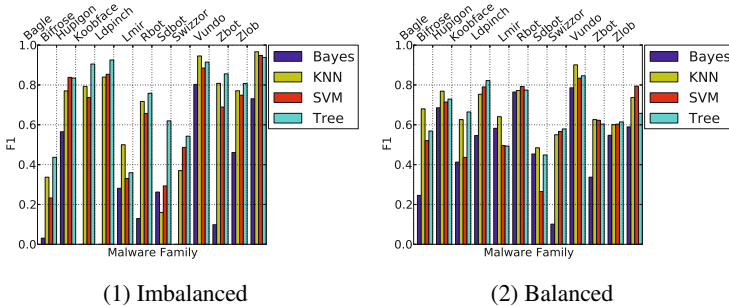 Bagle
Bifrose
Hupigon
Koobface
Ldpinch
Lmir
Rbot
Sdbot
Swizzor
Vundo
Zbot
Zlob
1.0
0.8
0.6
0.4
0.2
0.0
F1
Malware Family
Bayes
KNN
SVM
Tree
(1) Imbalanced
Bagle
Bifrose
Hupigon
Koobface
Ldpinch
Lmir
Rbot
Sdbot
Swizzor
Vundo
Zbot
Zlob
1.0
0.8
0.6
0.4
0.2
0.0
F1
Malware Family
Bayes
KNN
SVM
Tree
(2) Balanced